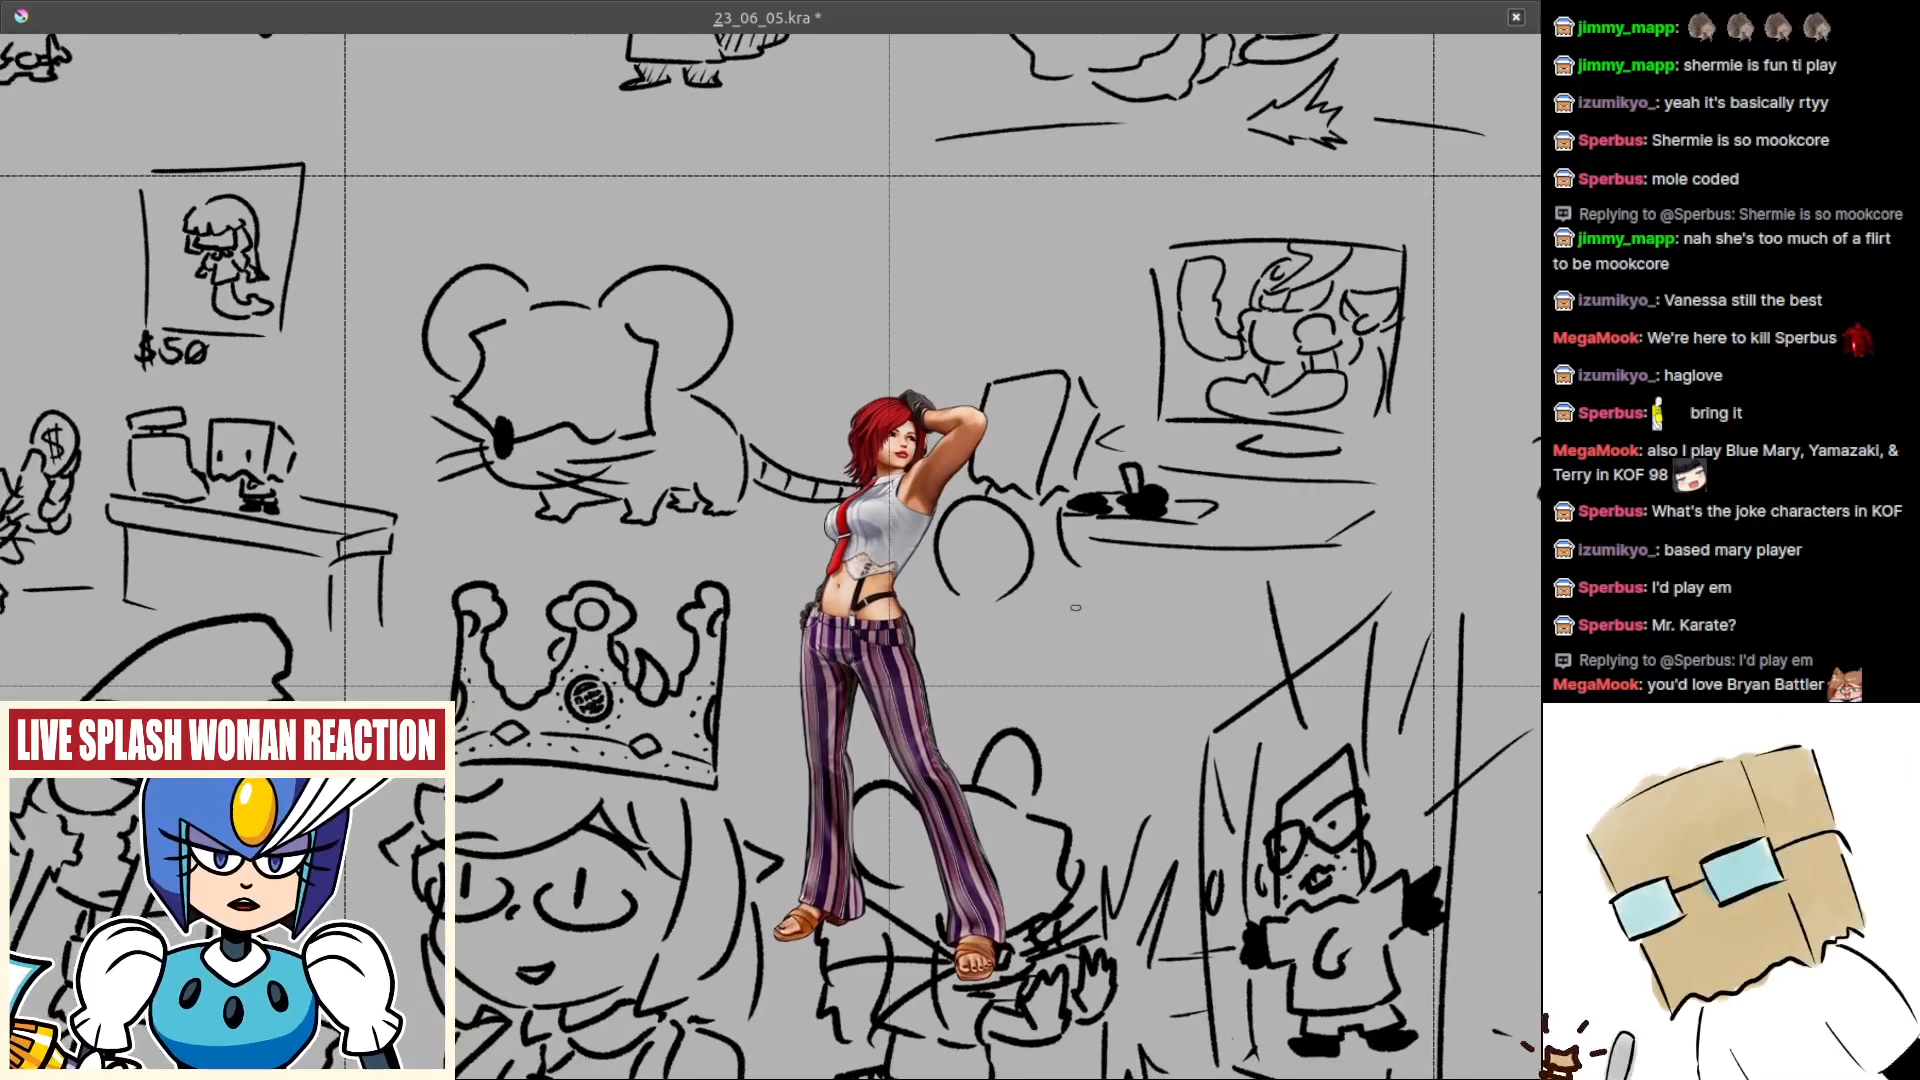 23_06_05.kra *
$50
LIVE SPLASH WOMAN REACTION
jimmy_mapp:
jimmy_mapp: shermie is fun ti play
izumikyo_: yeah it's basically rtyy
Sperbus: Shermie is so mookcore
Sperbus: mole coded
Replying to @Sperbus: Shermie is so mookcore
jimmy_mapp: nah she's too much of a flirt
to be mookcore
izumikyo_: Vanessa still the best
MegaMook: We're here to kill Sperbus
izumikyo_: haglove
Sperbus: bring it
MegaMook: also I play Blue Mary, Yamazaki, &
Terry in KOF 98
Sperbus: What's the joke characters in KOF
izumikyo_: based mary player
Sperbus: I'd play em
Sperbus: Mr. Karate?
Replying to @Sperbus: I'd play em
MegaMook: you'd love Bryan Battler